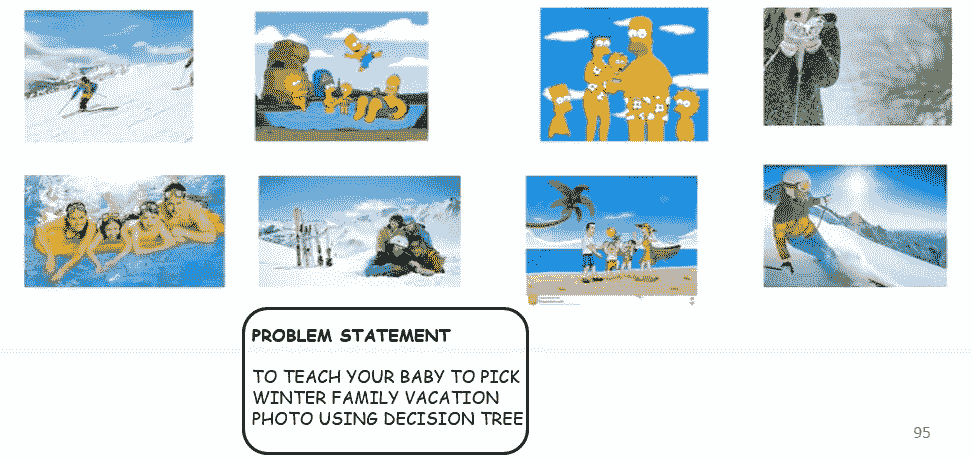 PROBLEM STATEMENT
TO TEACH YOUR BABY TO PICK
WINTER FAMILY VACATION
PHOTO USING DECISION TREE
95